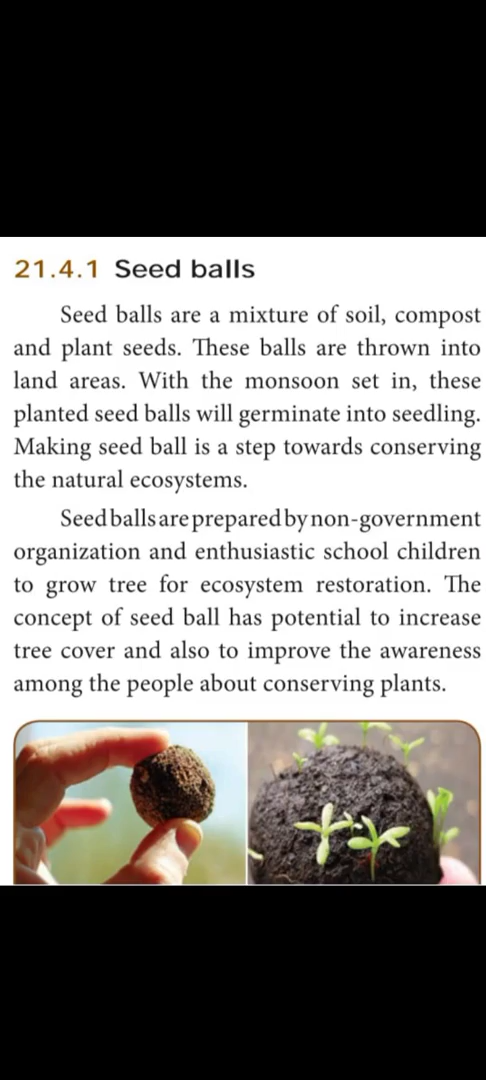 21.4.1 Seed balls
Seed balls are a mixture of soil, compost
and plant seeds. These balls are thrown into
land areas. With the monsoon set in, these
planted seed balls will germinate into seedling.
Making seed ball is a step towards conserving
the natural ecosystems.
Seed balls are prepared by non-government
organization and enthusiastic school children
to grow tree for ecosystem restoration. The
concept of seed ball has potential to increase
tree cover and also to improve the awareness
among the people about conserving plants.